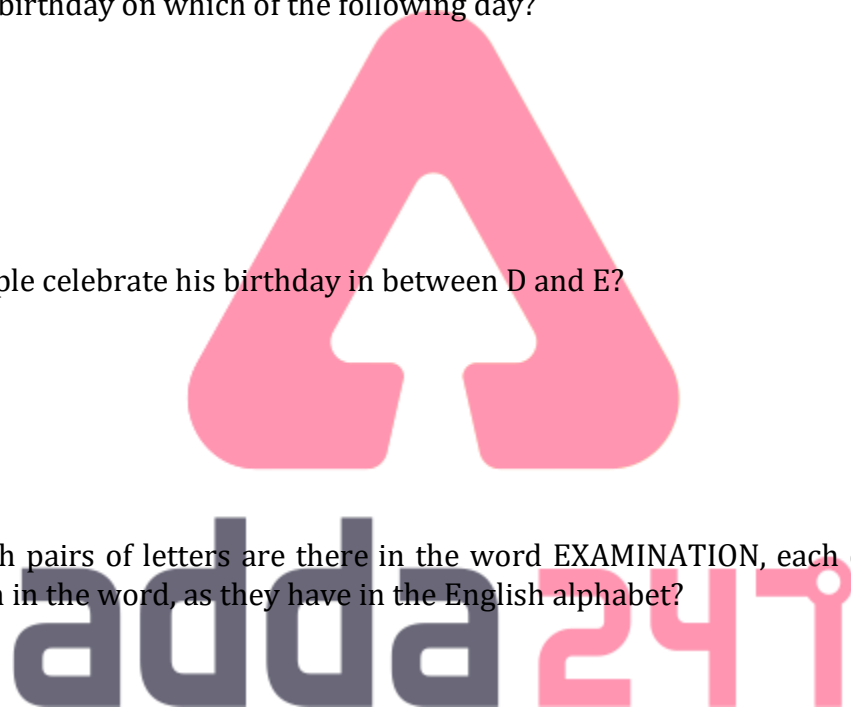 birthday on which of the following day?
ple celebrate his birthday in between D and E?
h pairs of letters are there in the word EXAMINATION, each
in the word, as they have in the English alphabet?
adda247